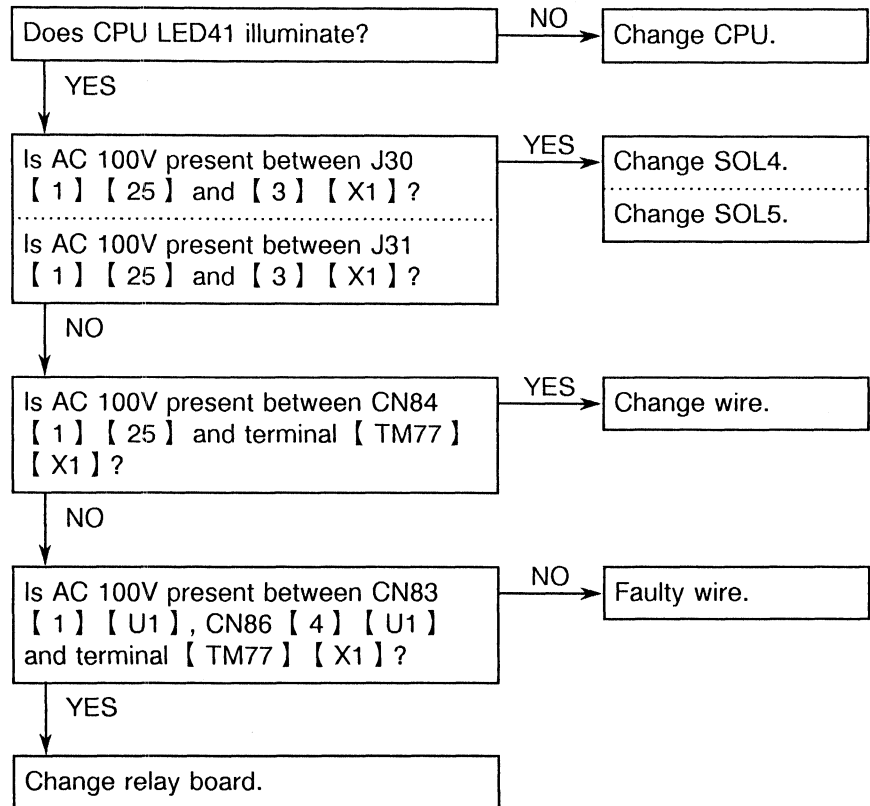 Does CPU LED41 illuminate?
NO
Change CPU.
YES
Is AC 100V present between J30
【 1 】 【 25 】 and 【 3 】 【 X1 】 ?
YES
Change SOL4.
Change SOL5.
Is AC 100V present between J31
【 1 】 【 25 】 and 【 3 】 【 X1 】 ?
NO
Is AC 100V present between CN84
【 1 】 【 25 】 and terminal 【 TM77 】
【 X1 】 ?
YES
Change wire.
NO
Is AC 100V present between CN83
【 1 】 【 U1 】 , CN86 【 4 】 【 U1 】
and terminal 【 TM77 】 【 X1 】 ?
NO
Faulty wire.
YES
Change relay board.